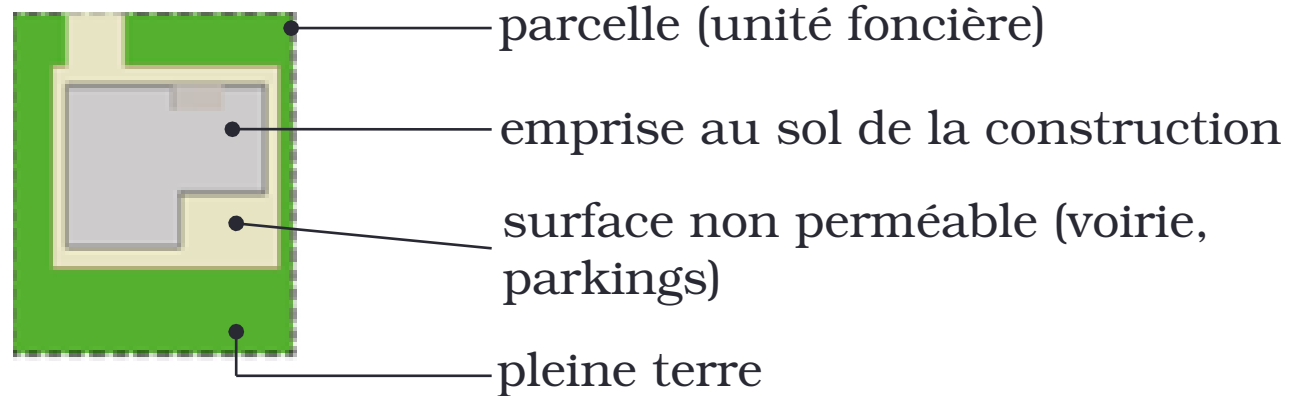 parcelle (unité foncière)
emprise au sol de la construction
surface non perméable (voirie,
parkings)
pleine terre